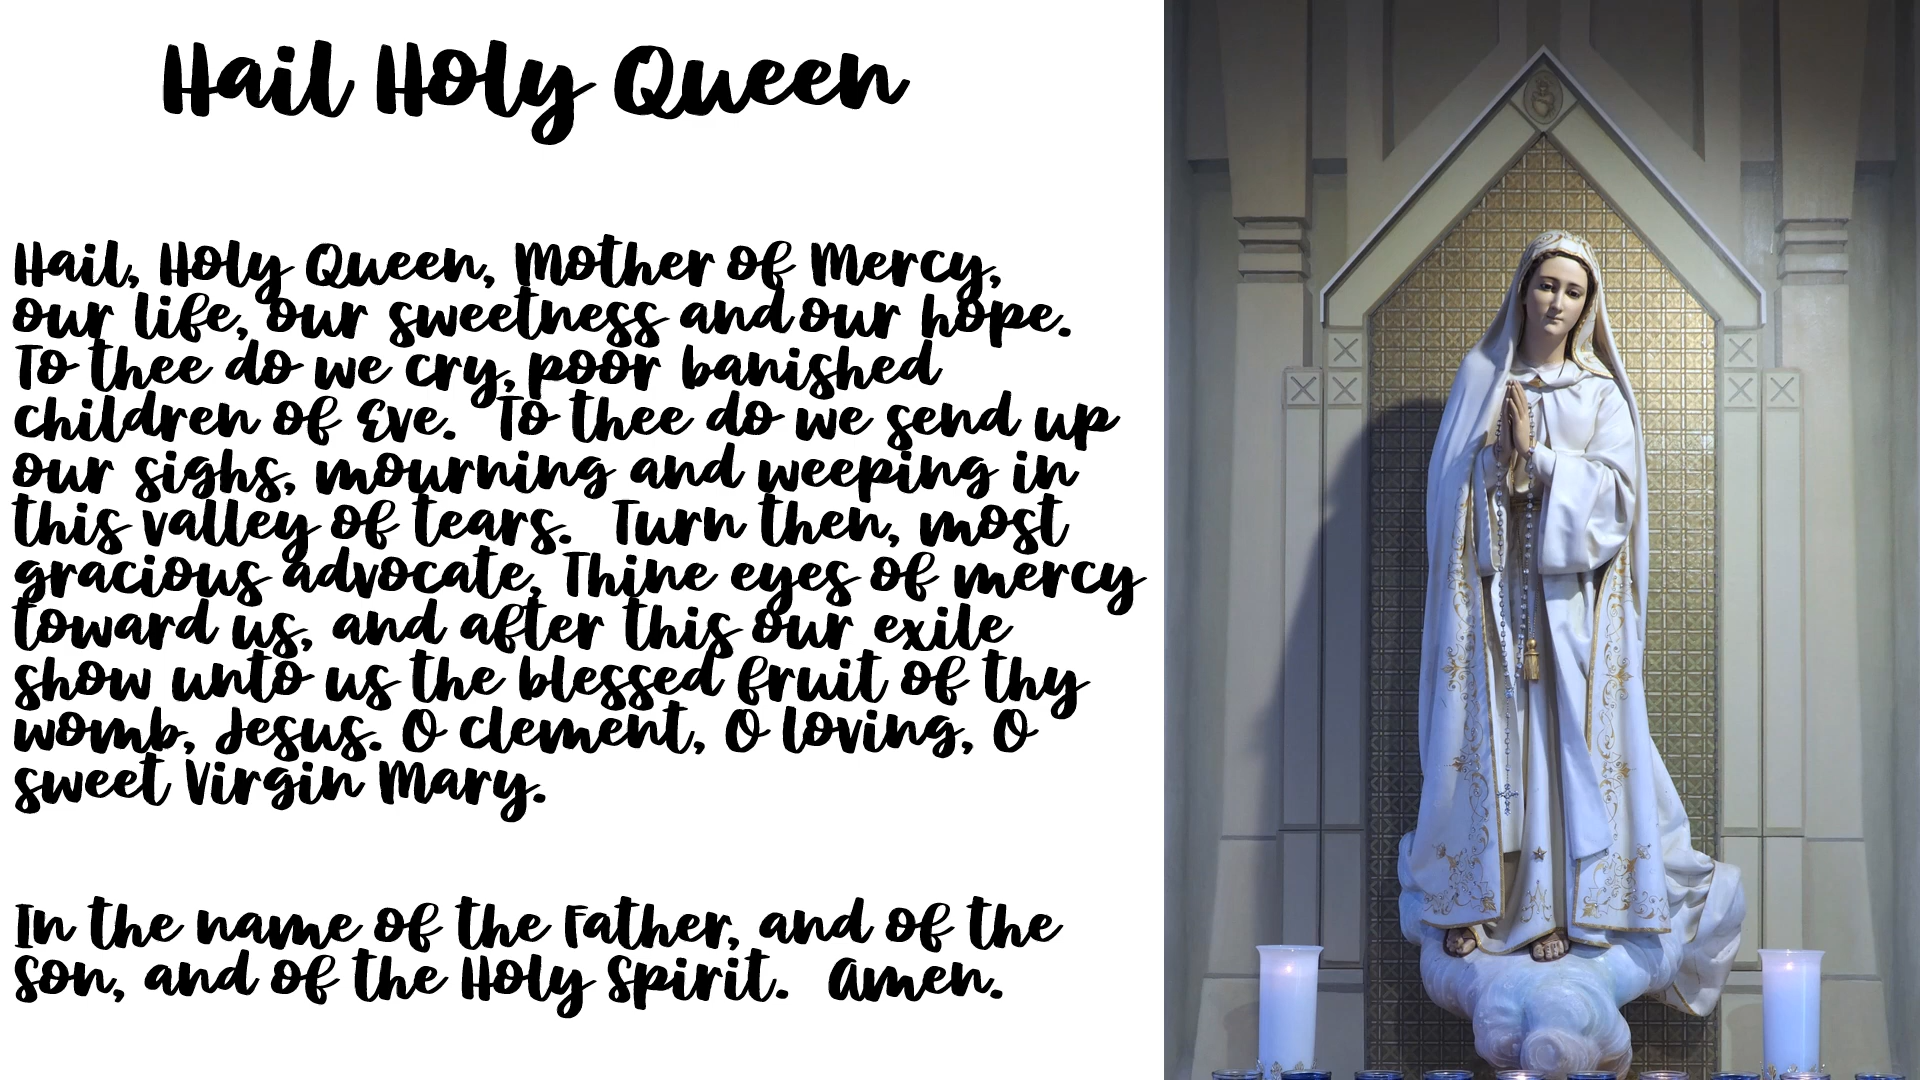 Hail Holy Queen
Hail, Holy Queen, Mother of Mercy,
our life, our sweetness and our hope.
To thee do we cry, poor banished
children of Eve. To thee do we send up
our sighs, mourning and weeping in
this valley of tears. Turn then, most
gracious advocate, Thine eyes of mercy
toward us, and after this our exile
show unto us the blessed fruit of thy
womb, Jesus. O clement, O loving, O
sweet Virgin Mary.
In the name of the Father, and of the
Son, and of the Holy Spirit. Amen.